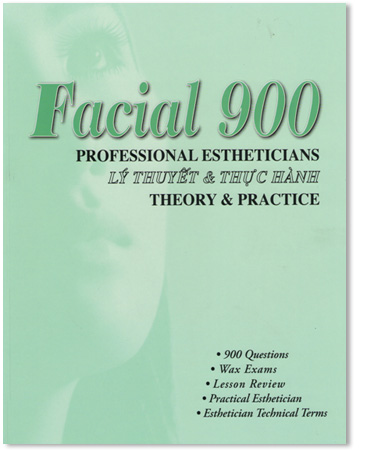 Facial 900
PROFESSIONAL ESTHETICIANS
LÝ THUYẾT & THỰC HÀNH
THEORY & PRACTICE
• 900 Questions
• Wax Exams
• Lesson Review
• Practical Esthetician
• Esthetician Technical Terms